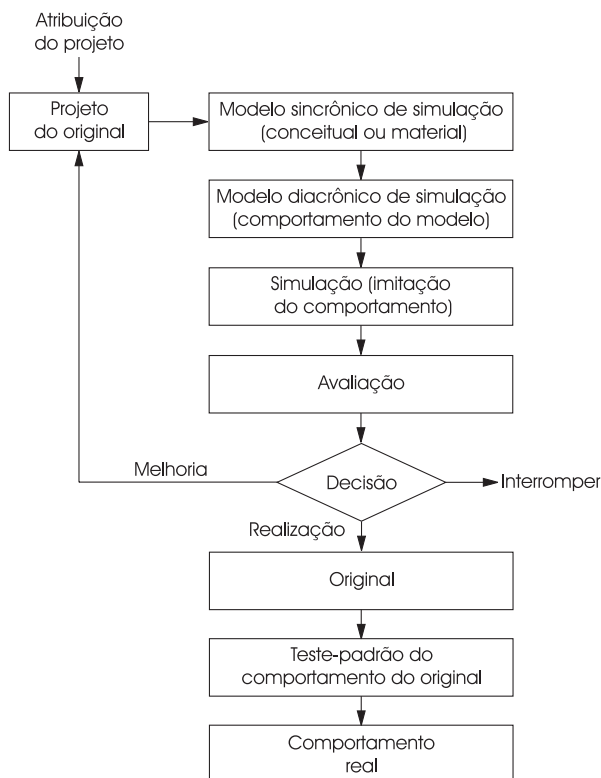 Atribuição
do projeto
Projeto
do original
Modelo sincrônico de simulação
(conceitual ou material)
Modelo diacrônico de simulação
(comportamento do modelo)
Simulação (imitação
do comportamento)
Avaliação
Melhoria
Decisão
Interromper
Realização
Original
Teste-padrão do
comportamento do original
Comportamento
real